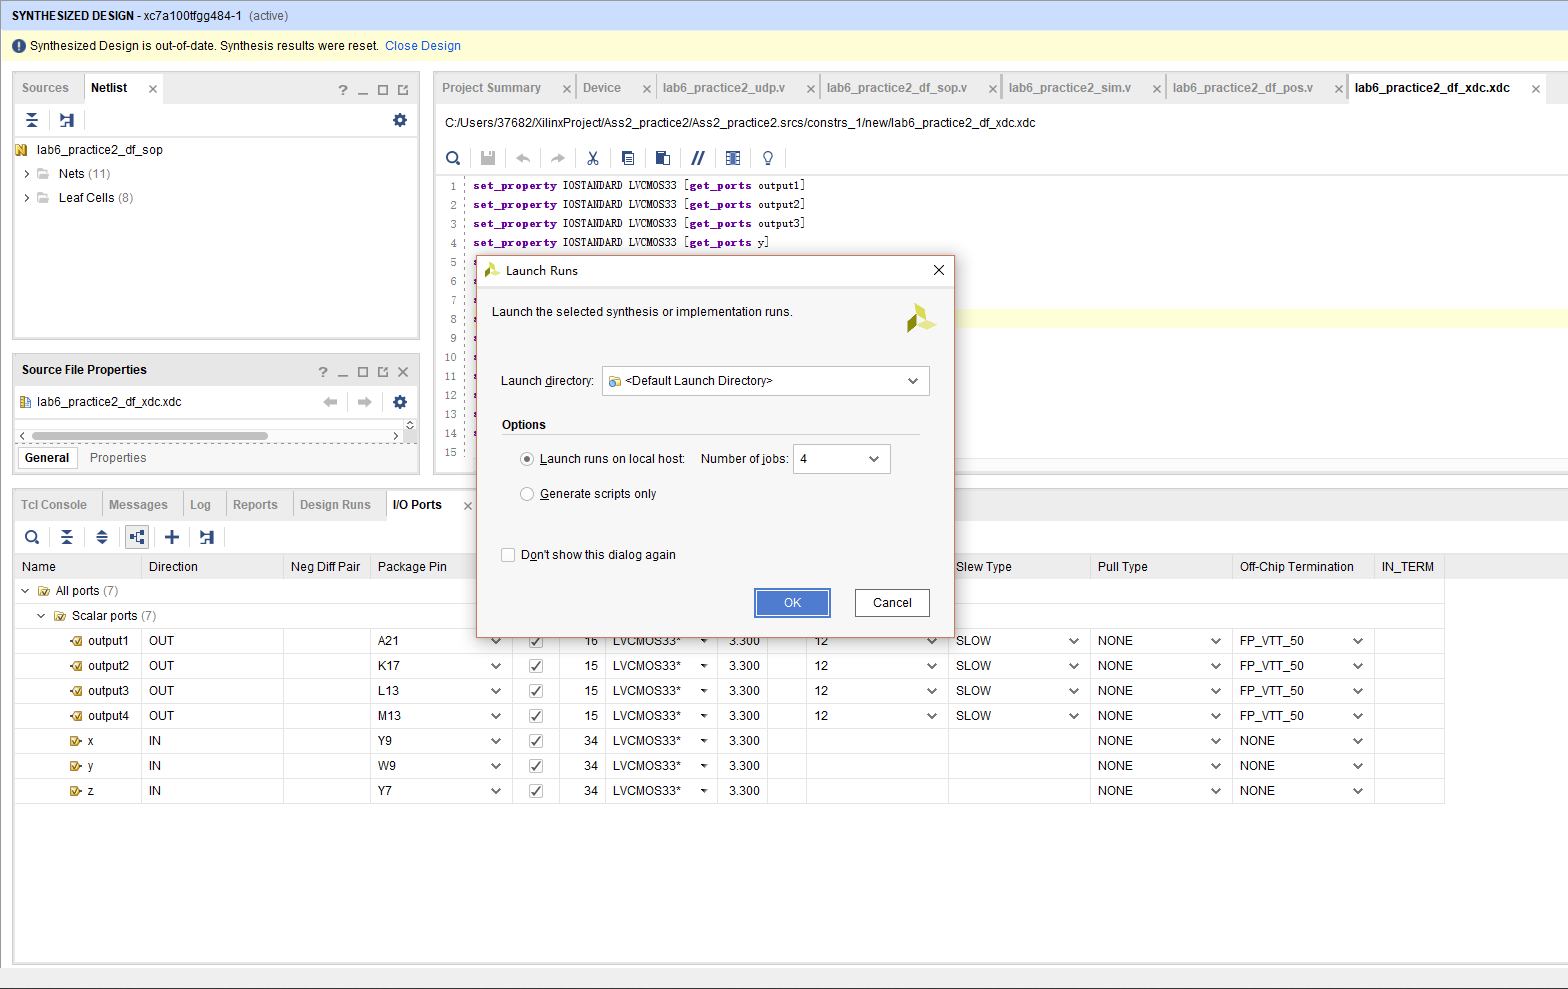 SYNTHESIZED DESIGN - xc7a100tfgg484-1 (active)
Synthesized Design is out-of-date. Synthesis results were reset. Close Design
Sources Netlist
lab6_practice2_df_sop
Nets (11)
Leaf Cells (8)
Source File Properties
lab6_practice2_df_xdc.xdc
General Properties
Project Summary Device lab6_practice2_udp.v lab6_practice2_df_sop.v lab6_practice2_sim.v lab6_practice2_df_pos.v lab6_practice2_df_xdc.xdc
C:/Users/37682/XilinxProject/Ass2_practice2/Ass2_practice2.srcs/constrs_1/new/lab6_practice2_df_xdc.xdc
1 set_property IOSTANDARD LVCMOS33 [get_ports output1]
2 set_property IOSTANDARD LVCMOS33 [get_ports output2]
3 set_property IOSTANDARD LVCMOS33 [get_ports output3]
4 set_property IOSTANDARD LVCMOS33 [get_ports y]
5
6
7
8
9
10
11
12
13
14
15
Launch Runs
Launch the selected synthesis or implementation runs.
Launch directory: <Default Launch Directory>
Options
Launch runs on local host: Number of jobs: 4
Generate scripts only
Don't show this dialog again
OK Cancel
Tcl Console Messages Log Reports Design Runs I/O Ports
Name Direction Neg Diff Pair Package Pin Slew Type Pull Type Off-Chip Termination IN_TERM
All ports (7)
Scalar ports (7)
output1 OUT A21 16 LVCMOS33* 3.300 12 SLOW NONE FP_VTT_50
output2 OUT K17 15 LVCMOS33* 3.300 12 SLOW NONE FP_VTT_50
output3 OUT L13 15 LVCMOS33* 3.300 12 SLOW NONE FP_VTT_50
output4 OUT M13 15 LVCMOS33* 3.300 12 SLOW NONE FP_VTT_50
x IN Y9 34 LVCMOS33* 3.300 NONE NONE
y IN W9 34 LVCMOS33* 3.300 NONE NONE
z IN Y7 34 LVCMOS33* 3.300 NONE NONE